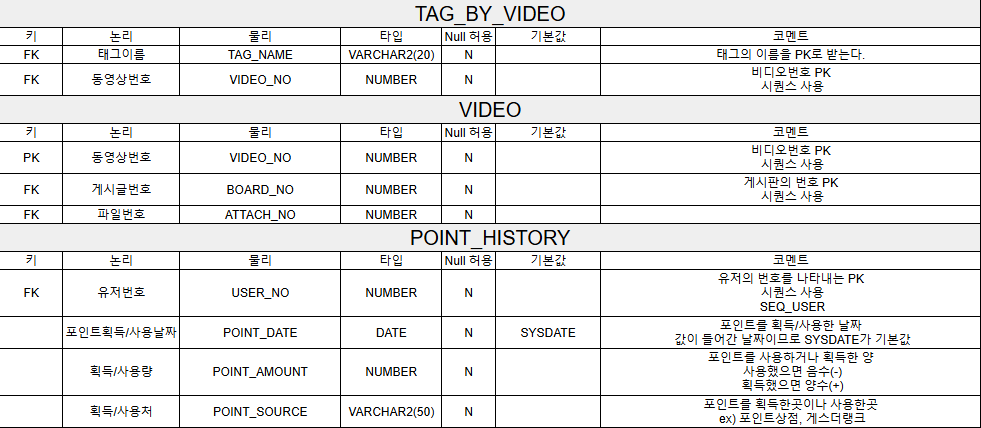 TAG_BY_VIDEO
키 논리 물리 타입 Null 허용 기본값 코멘트
FK 태그이름 TAG_NAME VARCHAR2(20) N 태그의 이름을 PK로 받는다.
FK 동영상번호 VIDEO_NO NUMBER N 비디오번호 PK
시퀀스 사용
VIDEO
키 논리 물리 타입 Null 허용 기본값 코멘트
PK 동영상번호 VIDEO_NO NUMBER N 비디오번호 PK
시퀀스 사용
FK 게시글번호 BOARD_NO NUMBER N 게시판의 번호 PK
시퀀스 사용
FK 파일번호 ATTACH_NO NUMBER N
POINT_HISTORY
키 논리 물리 타입 Null 허용 기본값 코멘트
FK 유저번호 USER_NO NUMBER N 유저의 번호를 나타내는 PK
시퀀스 사용
SEQ_USER
포인트획득/사용날짜 POINT_DATE DATE N SYSDATE 포인트를 획득/사용한 날짜
값이 들어간 날짜이므로 SYSDATE가 기본값
획득/사용량 POINT_AMOUNT NUMBER N 포인트를 사용하거나 획득한 양
사용했으면 음수(-)
획득했으면 양수(+)
획득/사용처 POINT_SOURCE VARCHAR2(50) N 포인트를 획득한곳이나 사용한곳
ex) 포인트상점, 게스더랭크